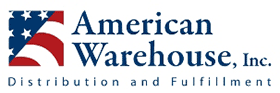 American
Warehouse, Inc.
Distribution and Fulfillment